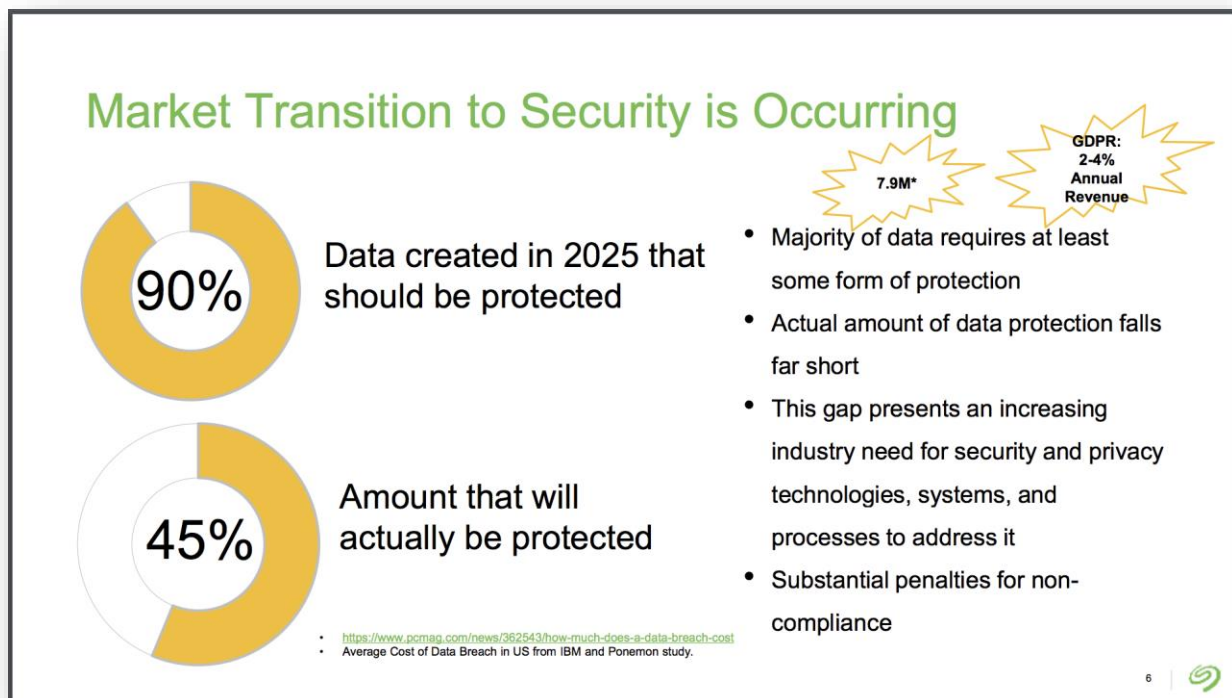 Market Transition to Security is Occurring
7.9M*
GDPR:
2-4%
Annual
Revenue
90%
Data created in 2025 that
should be protected
45%
Amount that will
actually be protected
• Majority of data requires at least
some form of protection
• Actual amount of data protection falls
far short
• This gap presents an increasing
industry need for security and privacy
technologies, systems, and
processes to address it
• Substantial penalties for non-
compliance
• https://www.pcmag.com/news/362543/how-much-does-a-data-breach-cost
• Average Cost of Data Breach in US from IBM and Ponemon study.
6